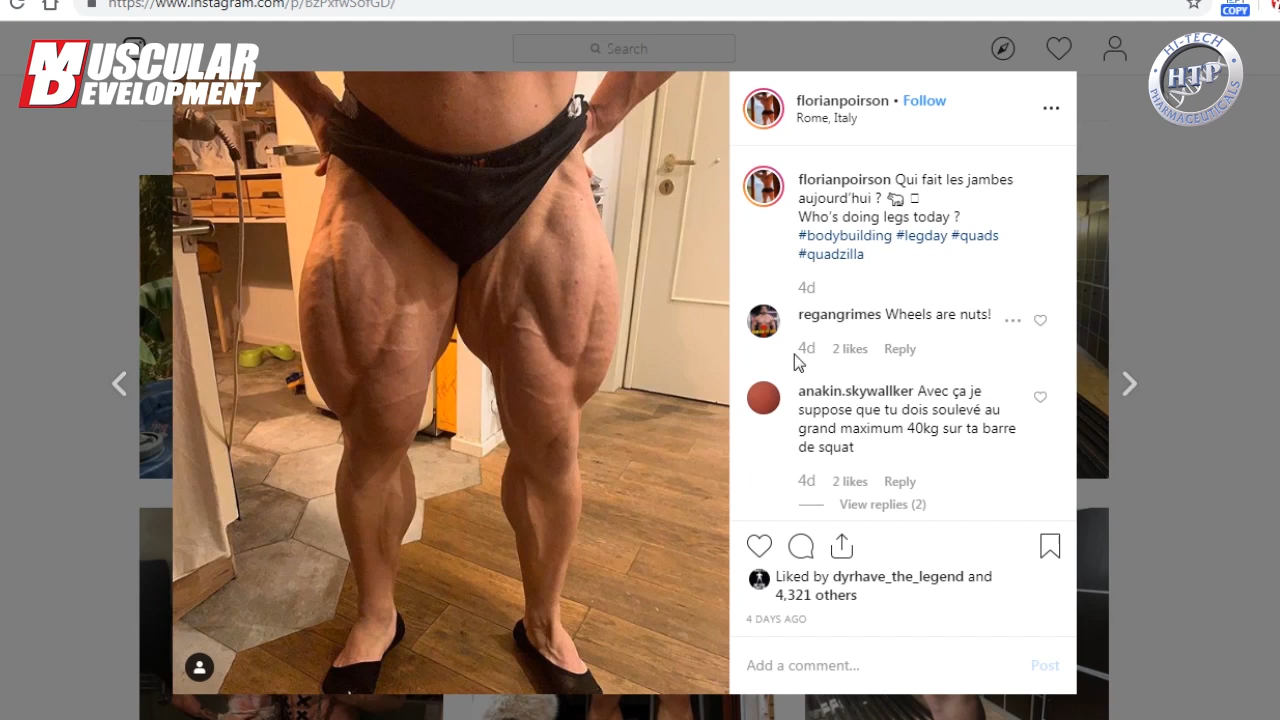 https://www.instagram.com/p/BzPxfwSofGD/
COPY
MUSCULAR
DEVELOPMENT
Search
HI-TECH
HTP
PHARMACEUTICALS
florianpoirson • Follow
Rome, Italy
florianpoirson Qui fait les jambes
aujourd'hui ?
Who's doing legs today ?
#bodybuilding #legday #quads
#quadzilla
4d
regangrimes Wheels are nuts!
4d 2 likes Reply
anakin.skywallker Avec ça je
suppose que tu dois soulevé au
grand maximum 40kg sur ta barre
de squat
4d 2 likes Reply
View replies (2)
Liked by dyrhave_the_legend and
4,321 others
4 DAYS AGO
Add a comment... Post